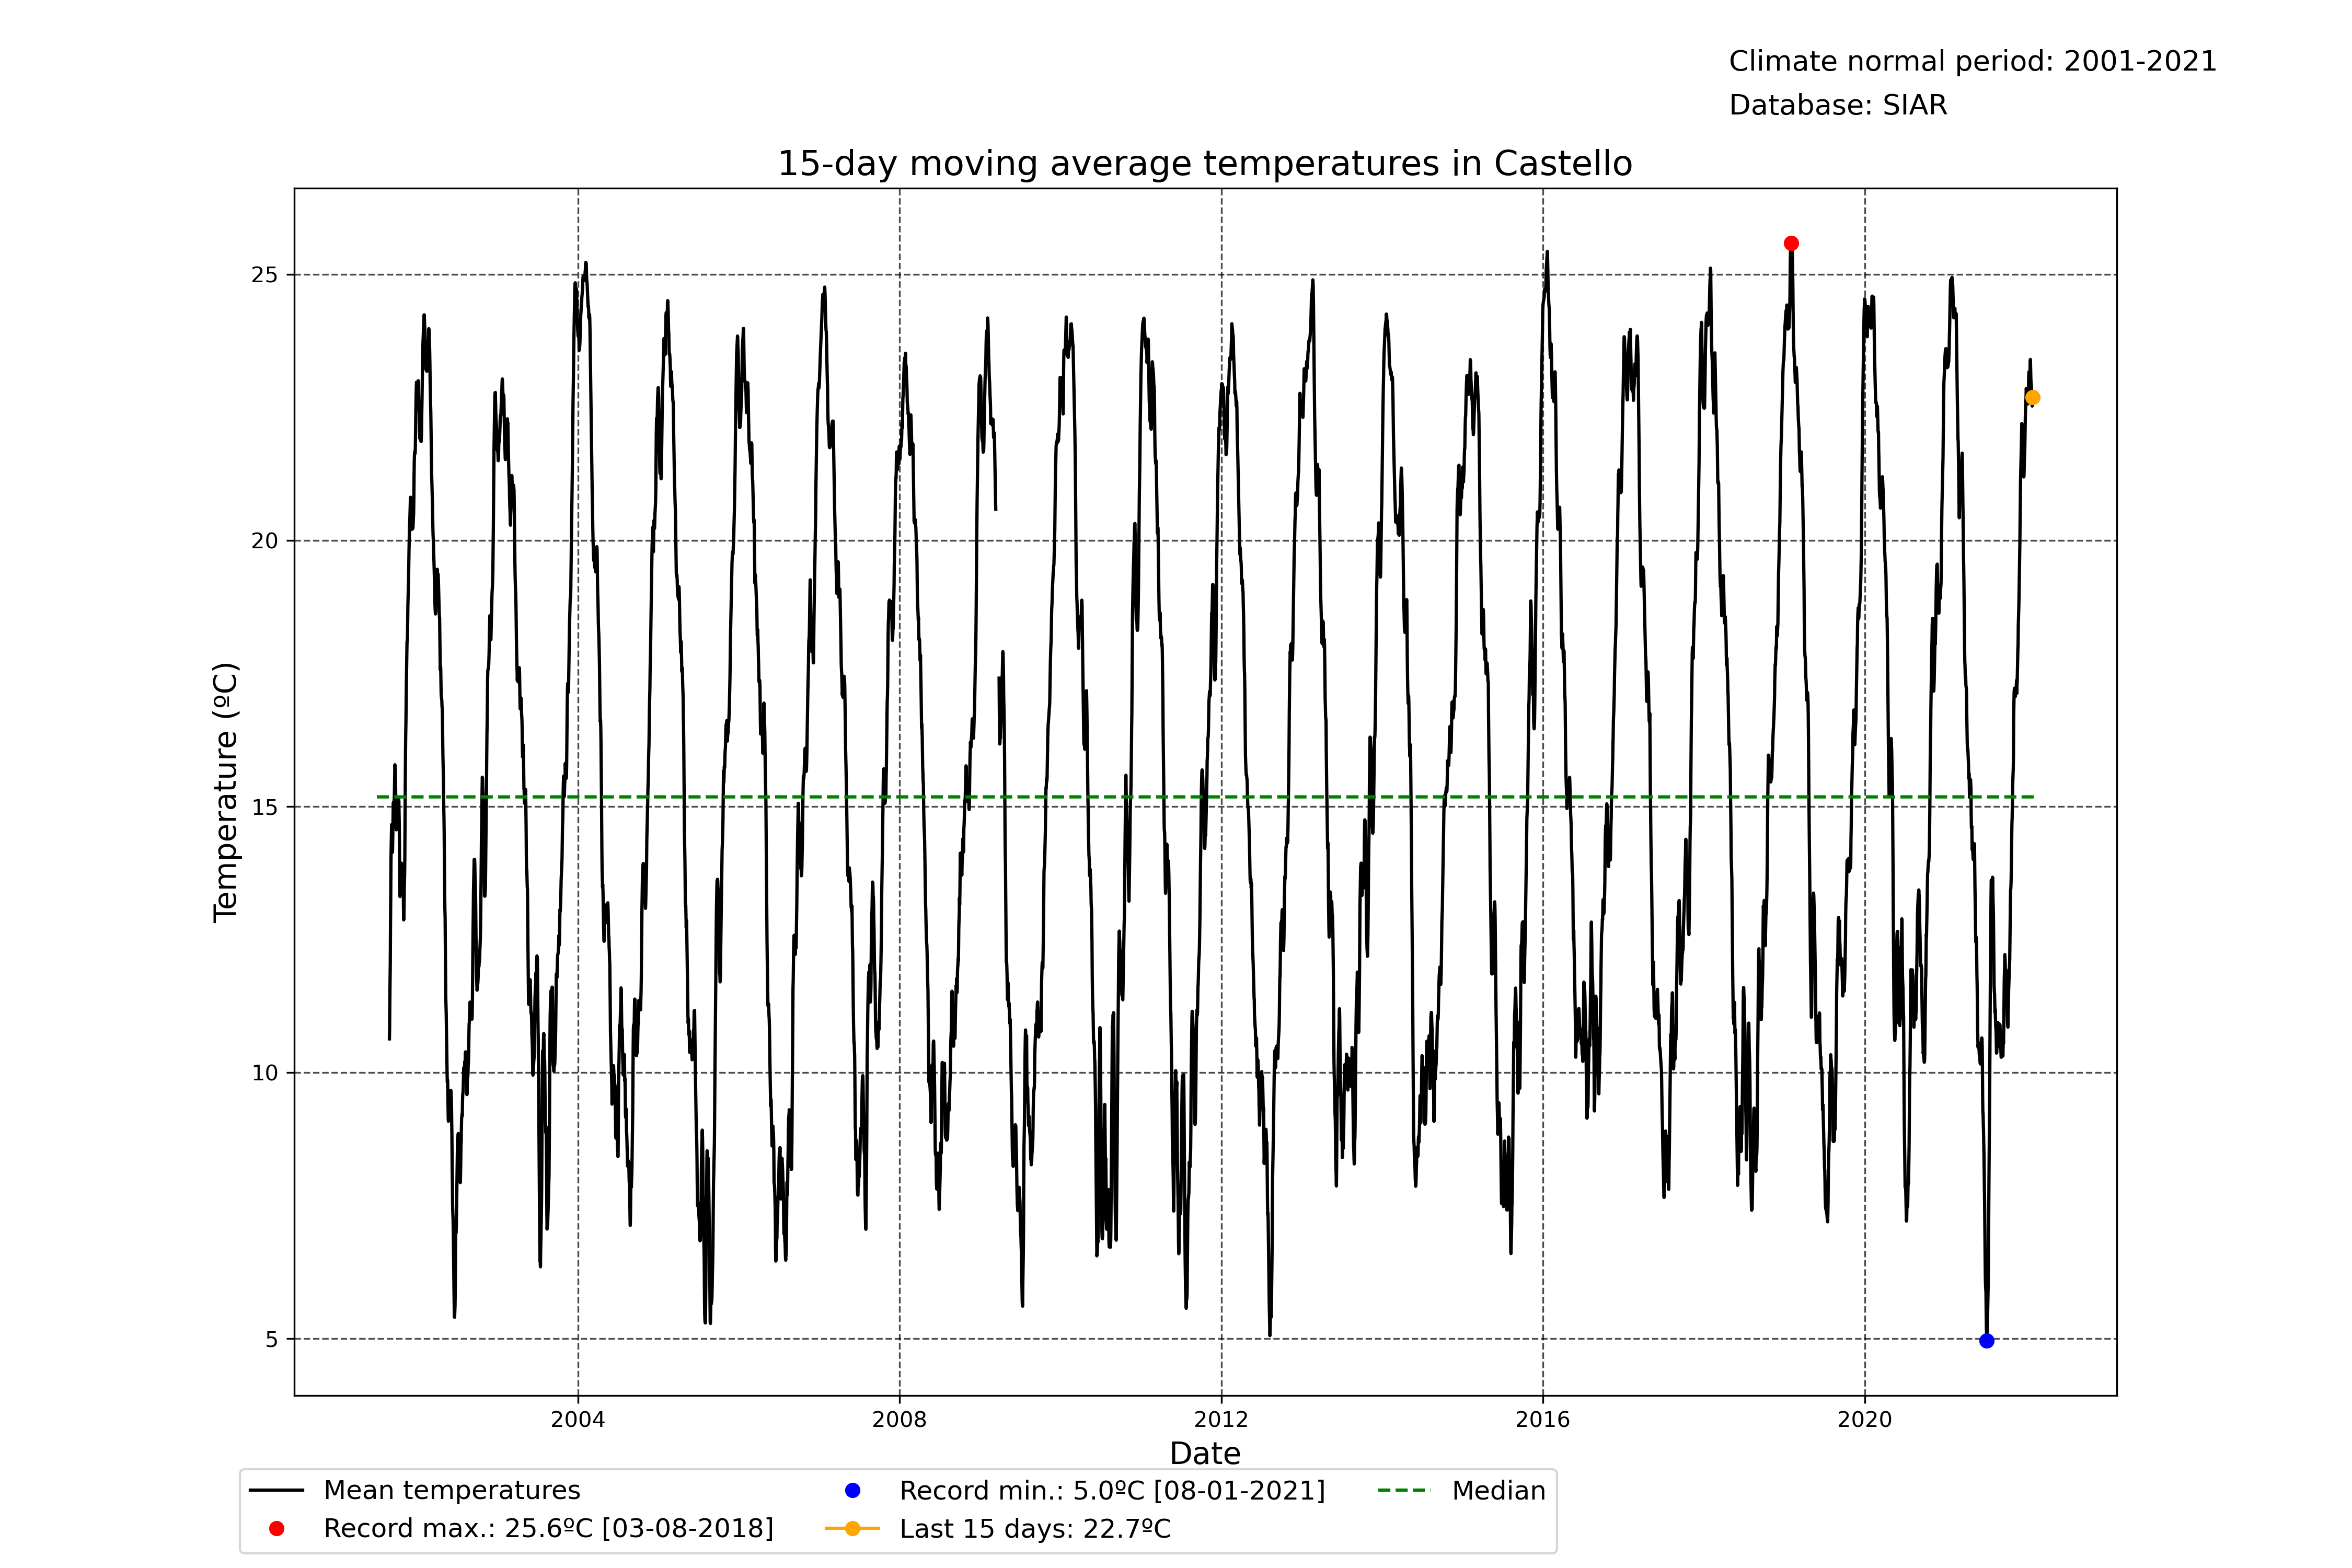 Climate normal period: 2001-2021
Database: SIAR
15-day moving average temperatures in Castello
Temperature (ºC)
25
20
15
10
5
2004 2008 2012 2016 2020
Date
Mean temperatures
Record max.: 25.6ºC [03-08-2018]
Record min.: 5.0ºC [08-01-2021]
Last 15 days: 22.7ºC
Median